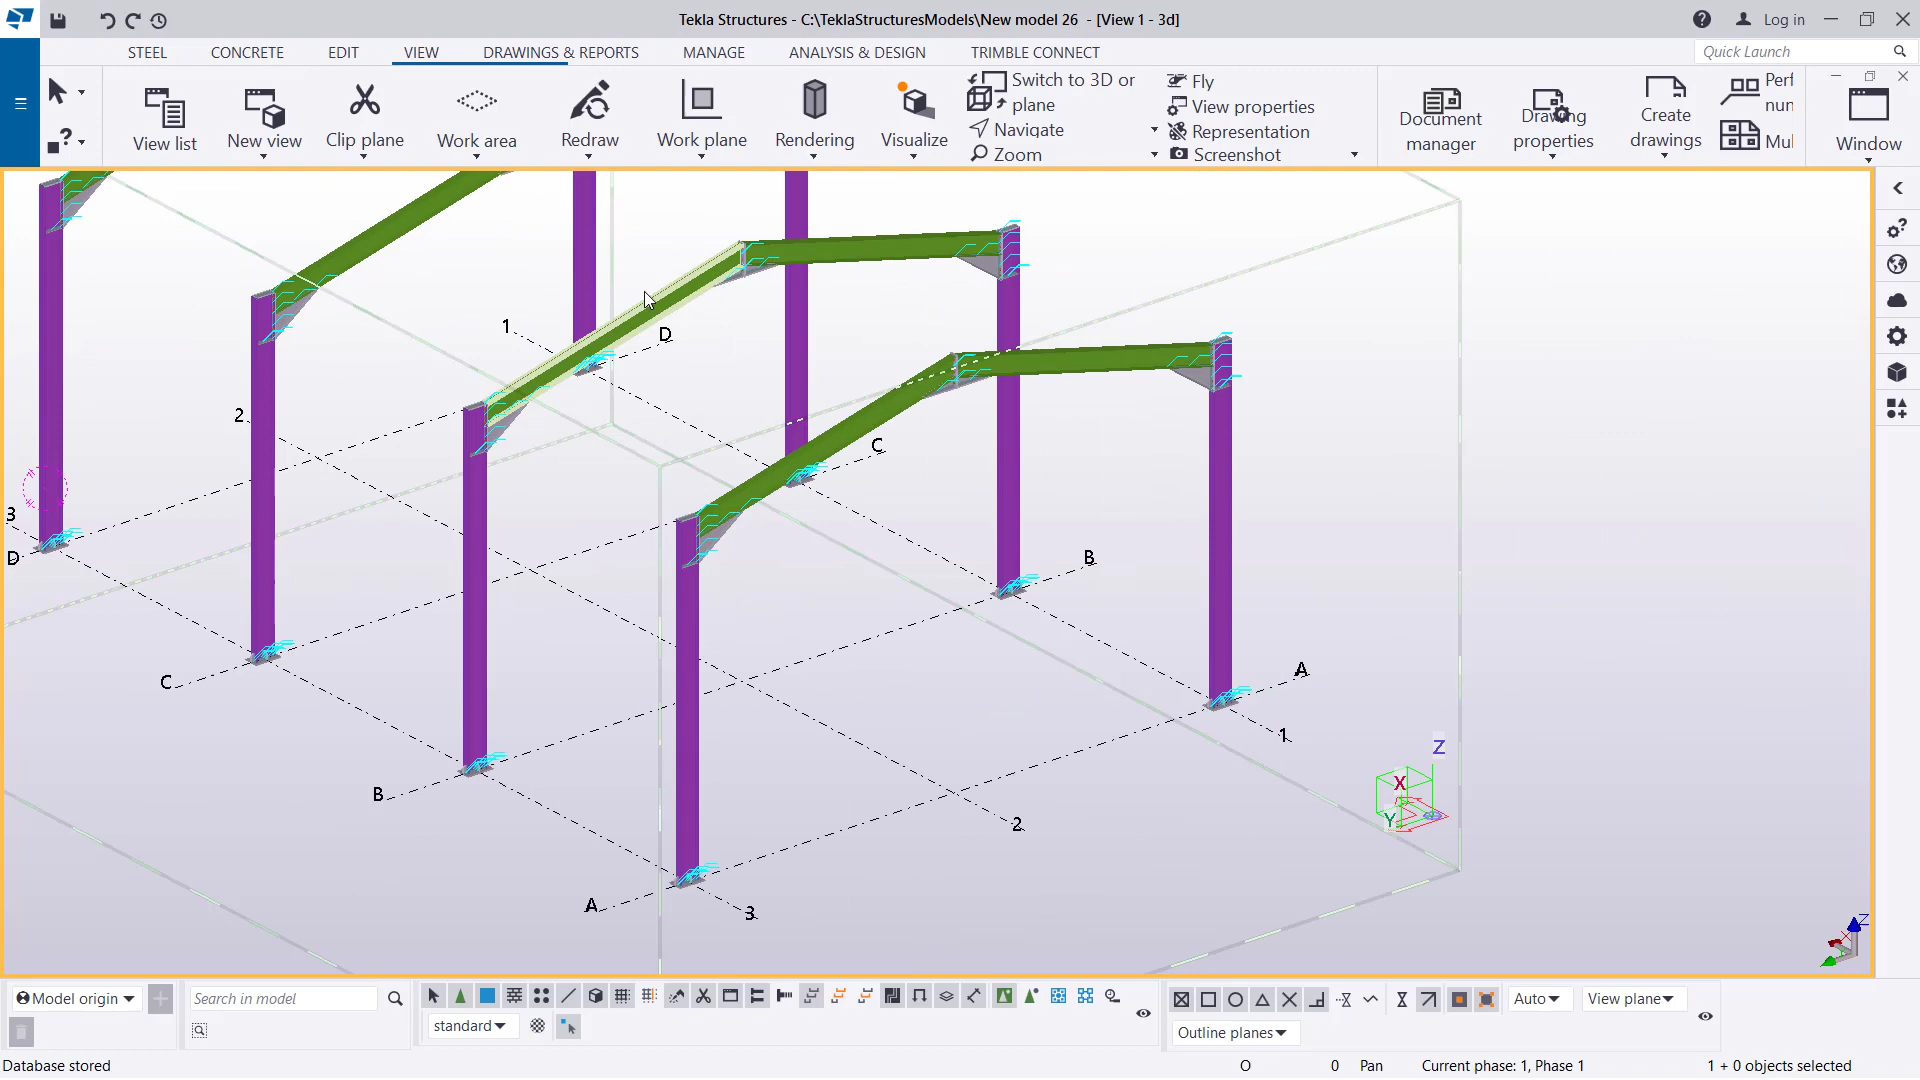 Tekla Structures - C:\TeklaStructuresModels\New model 26 - [View 1 - 3d]
Log in
STEEL
CONCRETE
EDIT
VIEW
DRAWINGS & REPORTS
MANAGE
ANALYSIS & DESIGN
TRIMBLE CONNECT
Quick Launch
View list
New view
Clip plane
Work area
Redraw
Work plane
Rendering
Visualize
Switch to 3D or
plane
Navigate
Zoom
Fly
View properties
Representation
Screenshot
Document
manager
Drawing
properties
Create
drawings
Perf
num
Mul
Window
1
D
2
C
3
D
B
C
A
1
Z
X
Y
B
2
A
3
Z
X
Model origin
Search in model
standard
Auto
View plane
Outline planes
Database stored
O
0
Pan
Current phase: 1, Phase 1
1 + 0 objects selected